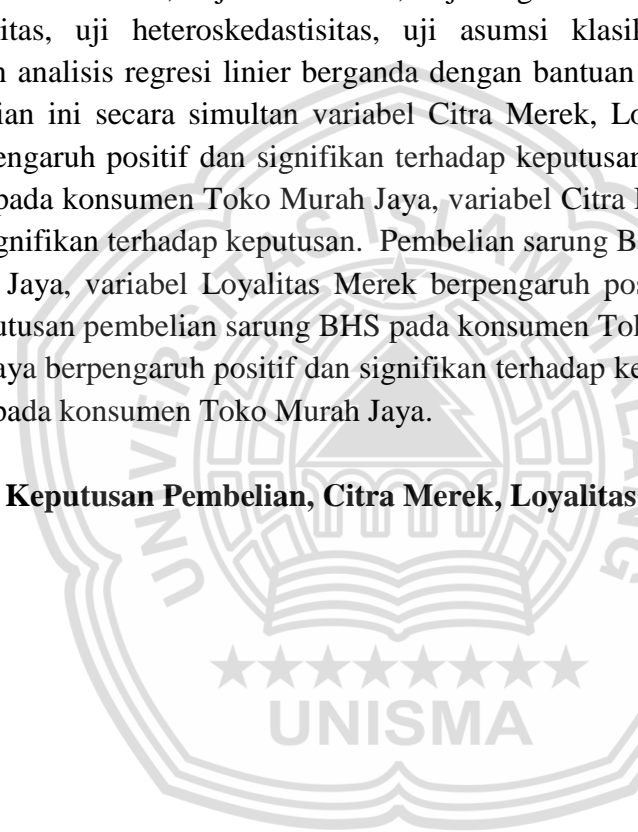 itas, uji heteroskedastisitas, uji asumsi klasik
analisis regresi linier berganda dengan bantuan
ian ini secara simultan variabel Citra Merek, Lo
engaruh positif dan signifikan terhadap keputusan
pada konsumen Toko Murah Jaya, variabel Citra
gnifikan terhadap keputusan. Pembelian sarung B
Jaya, variabel Loyalitas Merek berpengaruh pos
utusan pembelian sarung BHS pada konsumen Tok
aya berpengaruh positif dan signifikan terhadap ke
pada konsumen Toko Murah Jaya.
Keputusan Pembelian, Citra Merek, Loyalitas
UNIVERSITAS ISLAM MALANG
UNISMA